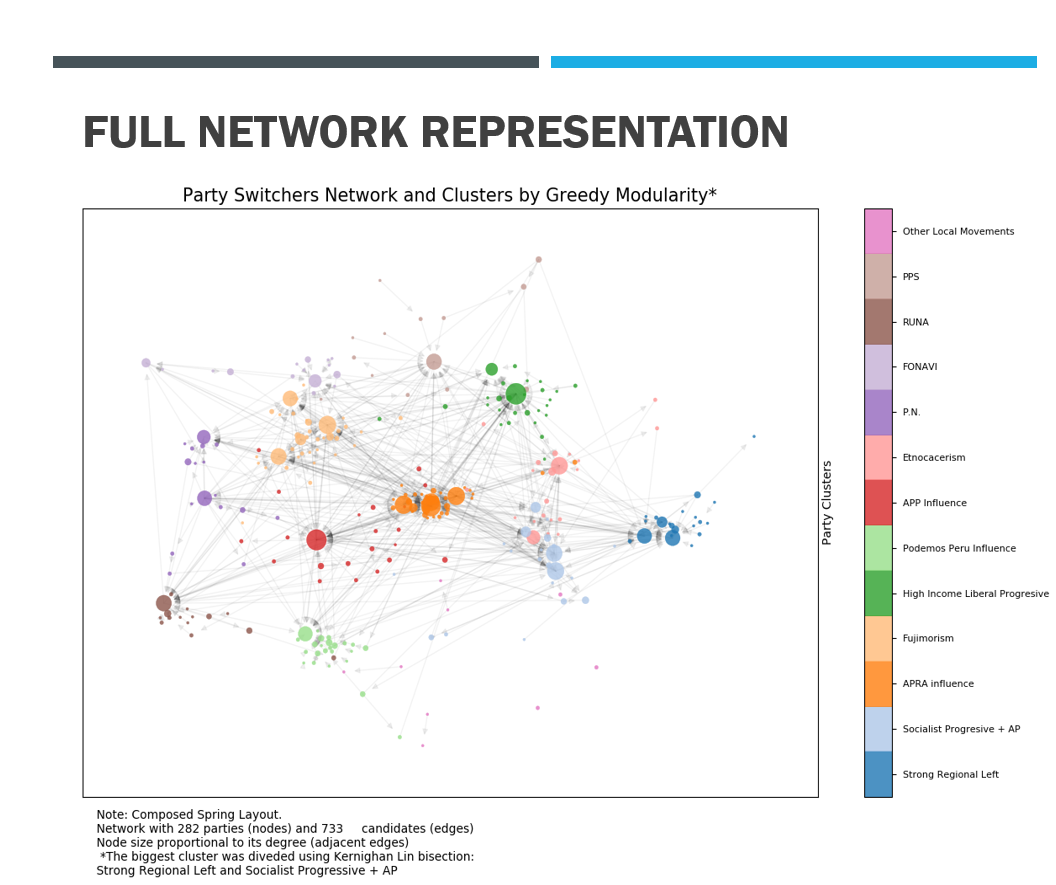 FULL NETWORK REPRESENTATION
Party Switchers Network and Clusters by Greedy Modularity*
Other Local Movements
PPS
RUNA
FONAVI
P.N.
Etnocacerism
APP Influence
Podemos Peru Influence
High Income Liberal Progresive
Fujimorism
APRA influence
Socialist Progresive + AP
Strong Regional Left
Party Clusters
Note: Composed Spring Layout.
Network with 282 parties (nodes) and 733 candidates (edges)
Node size proportional to its degree (adjacent edges)
*The biggest cluster was diveded using Kernighan Lin bisection:
Strong Regional Left and Socialist Progressive + AP